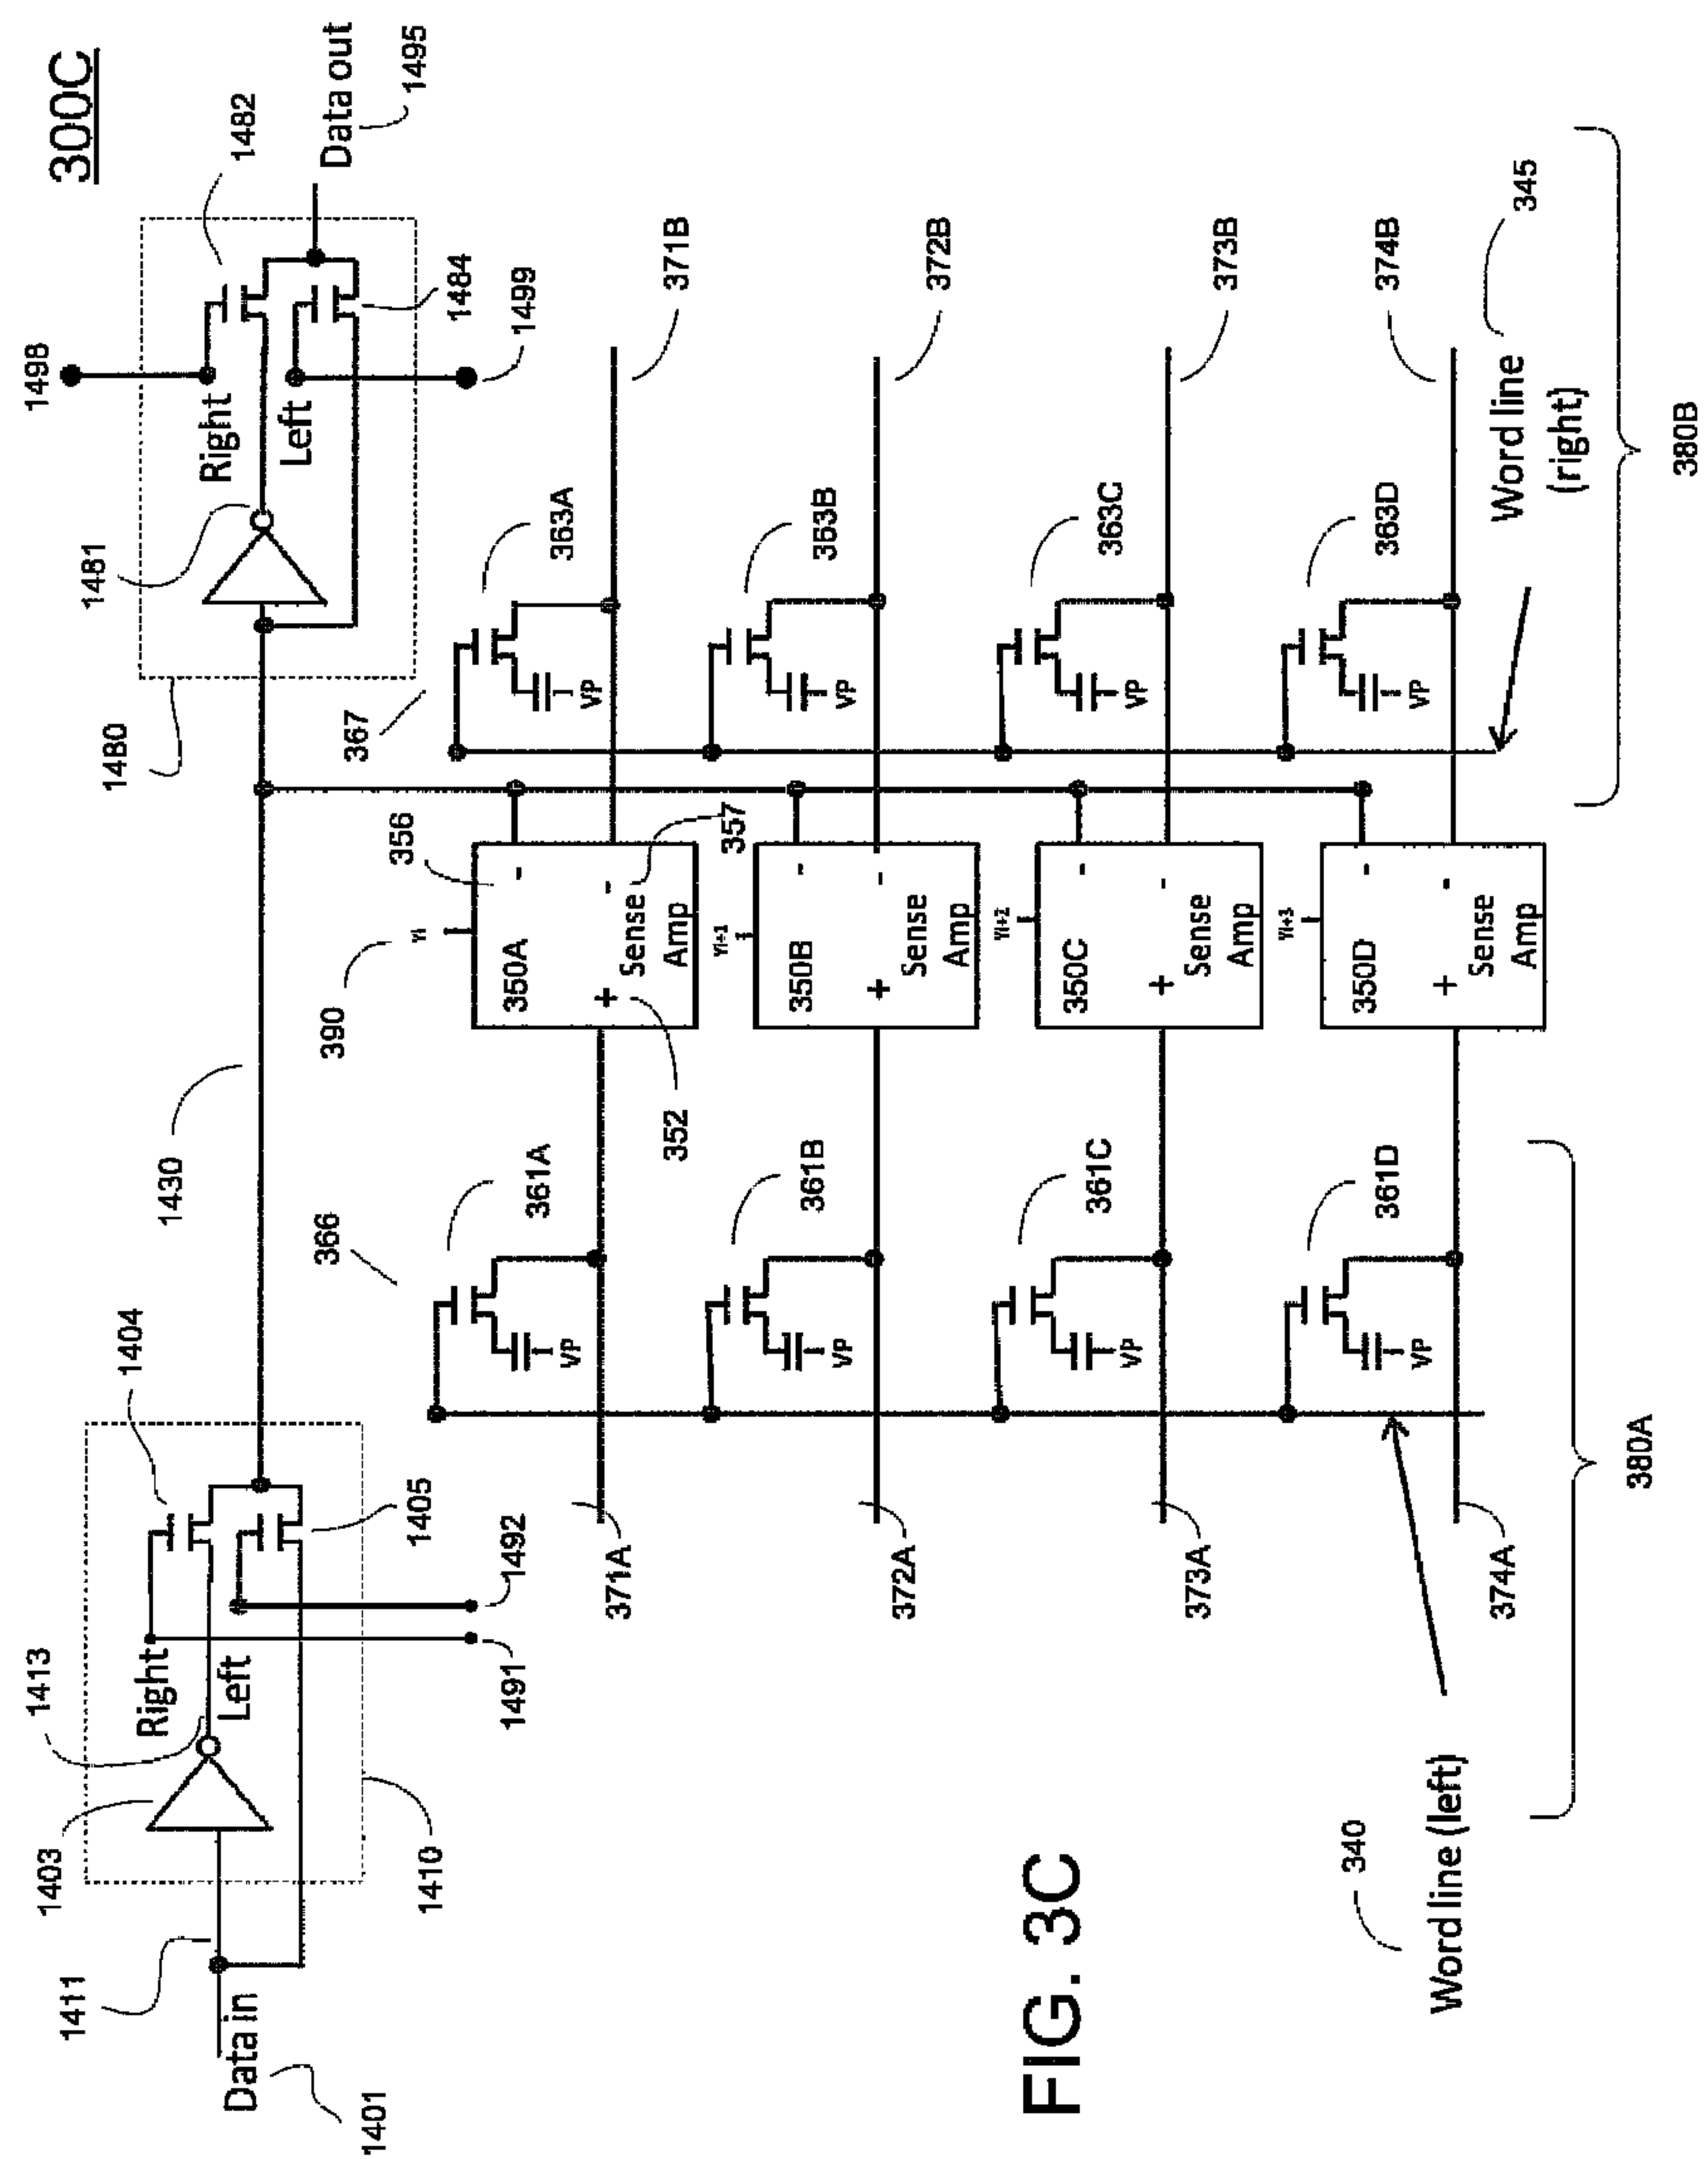 300C
1498
1482
Data out
1495
Right
Left
1484
1499
1481
1480
1404
1430
1413
Right
Left
1405
1403
1492
1491
1410
1411
Data in
1401
367
363A
371B
356
357
390
Yi
350A
-
-
+
Sense
Amp
352
VP
366
361A
VP
371A
363B
372B
Yi+1
350B
-
-
+
Sense
Amp
VP
361B
VP
372A
363C
373B
Yi+2
350C
-
-
+
Sense
Amp
VP
361C
VP
373A
363D
374B
Yi+3
350D
-
-
+
Sense
Amp
VP
361D
VP
374A
345
Word line
(right)
380B
380A
340
Word line (left)
FIG. 3C